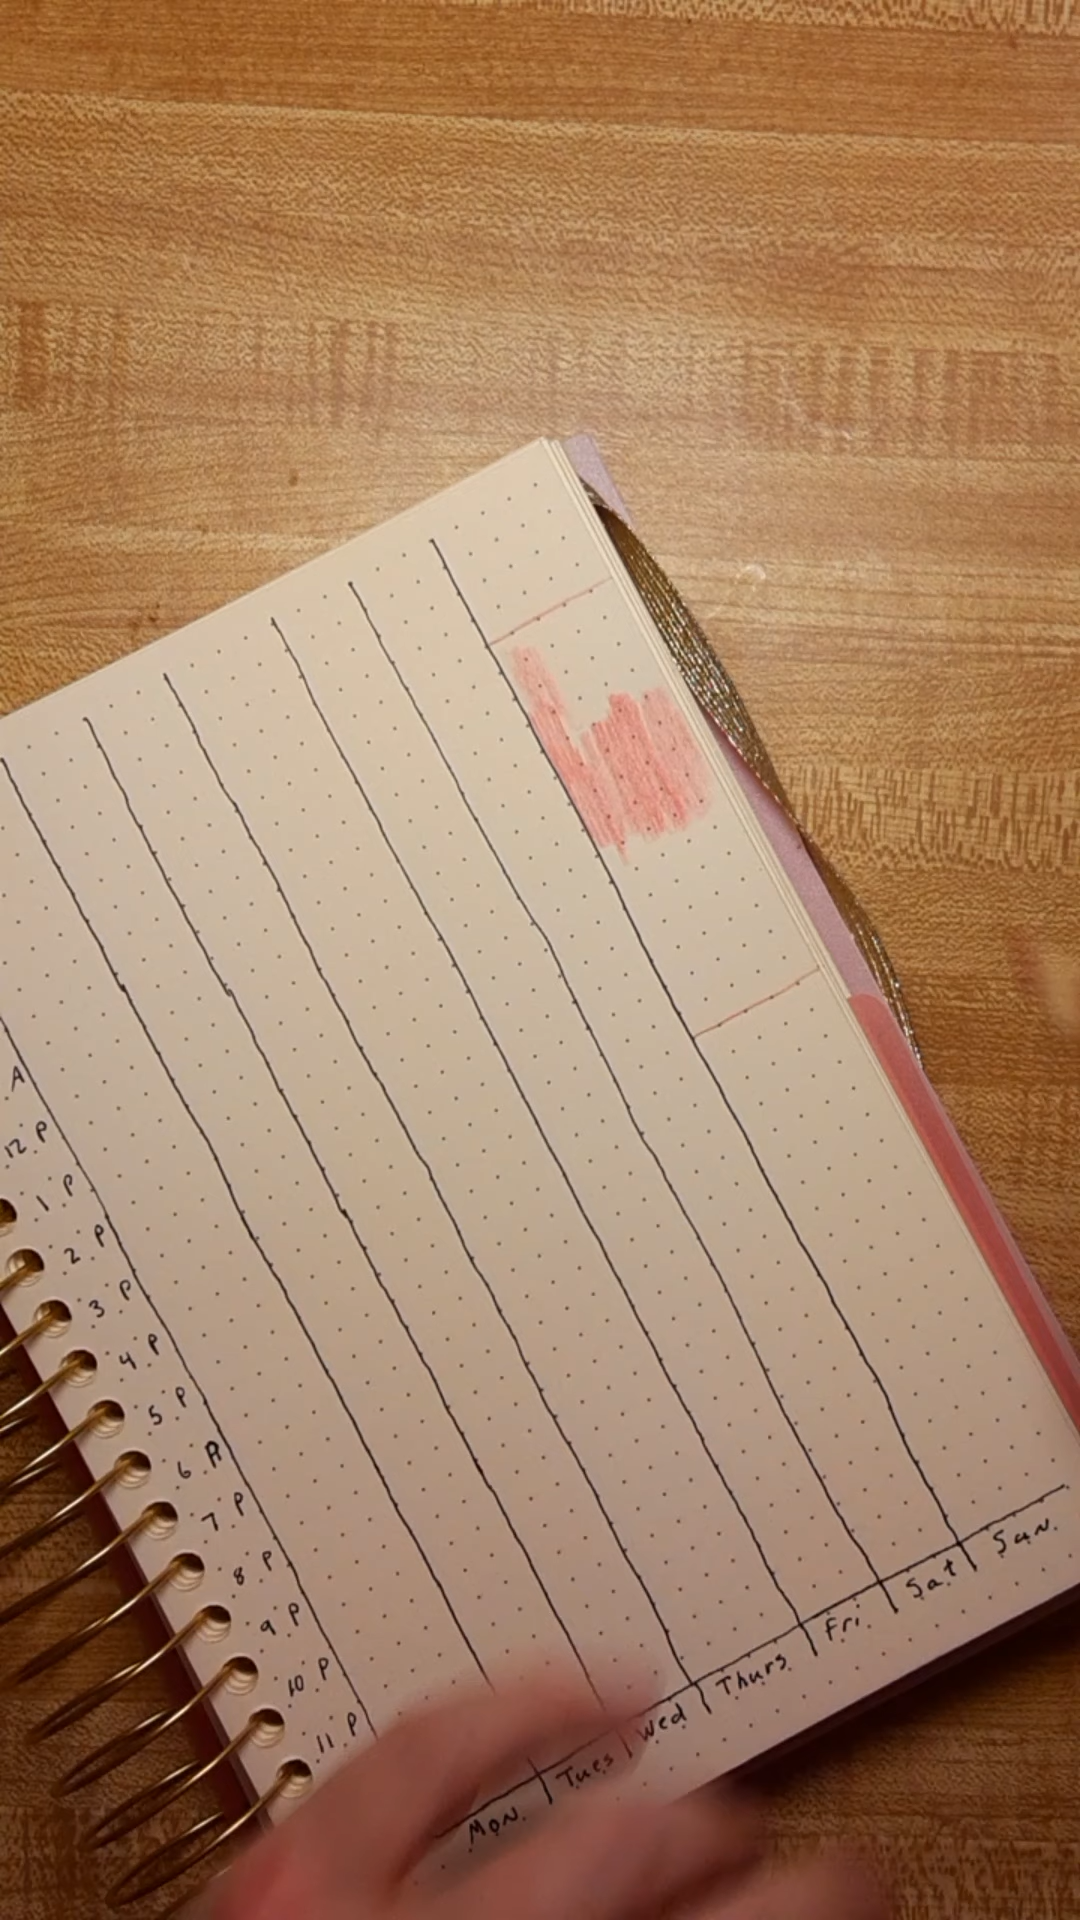 A
12 P
1 P
2 P
3 P
4 P
5 P
6 P
7 P
8 P
9 P
10 P
11 P
Mon. Tues Wed Thurs. Fri. Sat Sun.